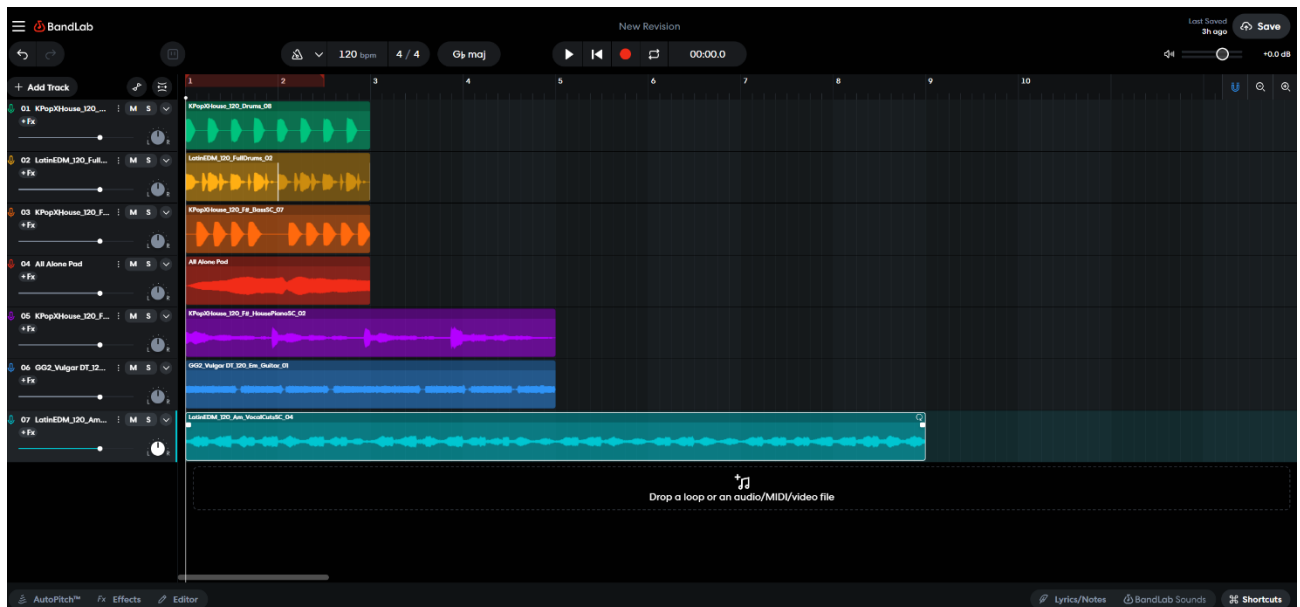 BandLab
New Revision
Last Saved
3h ago
Save
120 bpm
4 / 4
G♭ maj
00:00.0
+0.0 dB
+ Add Track
1 2 3 4 5 6 7 8 9 10
01 KPopXHouse_120_...
M S
+Fx
L R
KPopXHouse_120_Drums_08
02 LatinEDM_120_Full...
M S
+Fx
L R
LatinEDM_120_FullDrums_02
03 KPopXHouse_120_F...
M S
+Fx
L R
KPopXHouse_120_F#_BassSC_07
04 All Alone Pad
M S
+Fx
L R
All Alone Pad
05 KPopXHouse_120_F...
M S
+Fx
L R
KPopXHouse_120_F#_HousePianoSC_02
06 GG2_Vulgar DT_12...
M S
+Fx
L R
GG2_Vulgar DT_120_Em_Guitar_01
07 LatinEDM_120_Am...
M S
+Fx
L R
LatinEDM_120_Am_VocalCutsSC_04
Drop a loop or an audio/MIDI/video file
AutoPitch™
Fx Effects
Editor
Lyrics/Notes
BandLab Sounds
⌘ Shortcuts